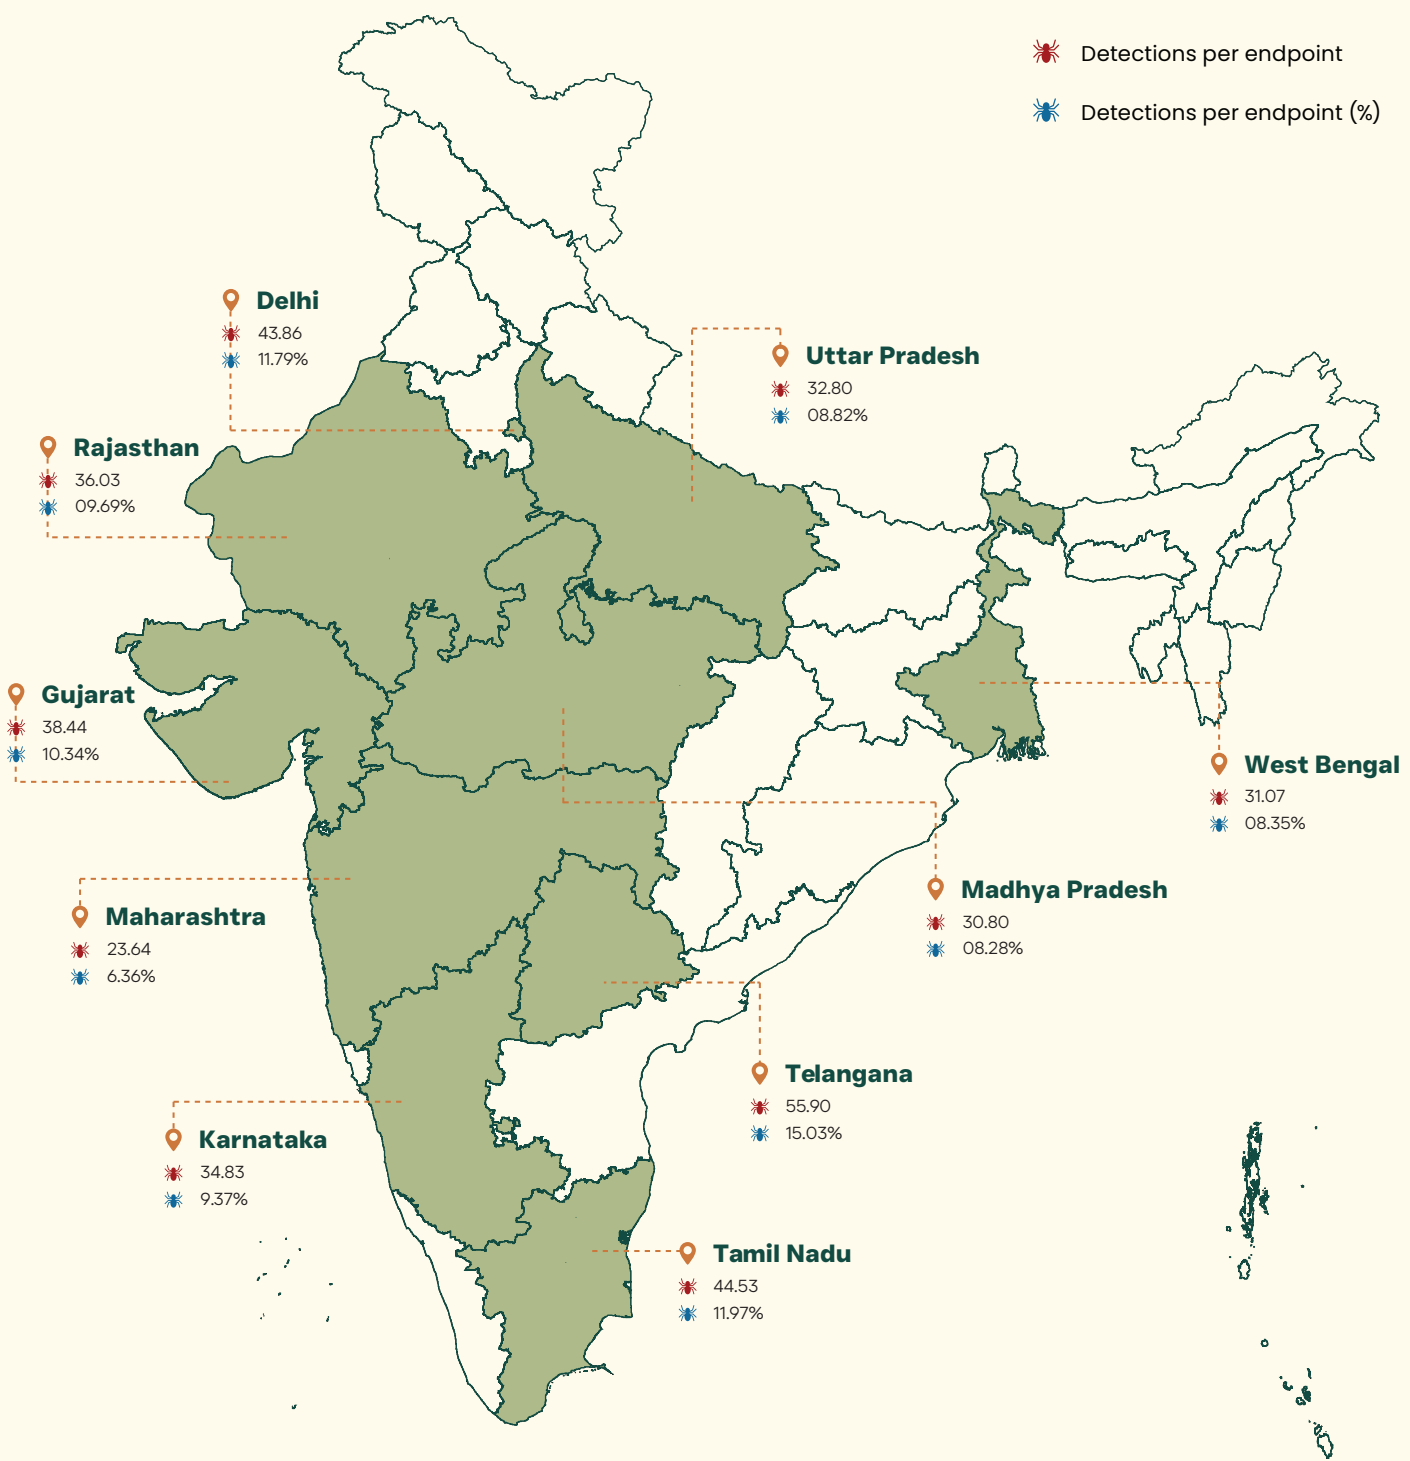 Detections per endpoint
Detections per endpoint (%)
Delhi
43.86
11.79%
Uttar Pradesh
32.80
08.82%
Rajasthan
36.03
09.69%
Gujarat
38.44
10.34%
West Bengal
31.07
08.35%
Madhya Pradesh
30.80
08.28%
Maharashtra
23.64
6.36%
Telangana
55.90
15.03%
Karnataka
34.83
9.37%
Tamil Nadu
44.53
11.97%